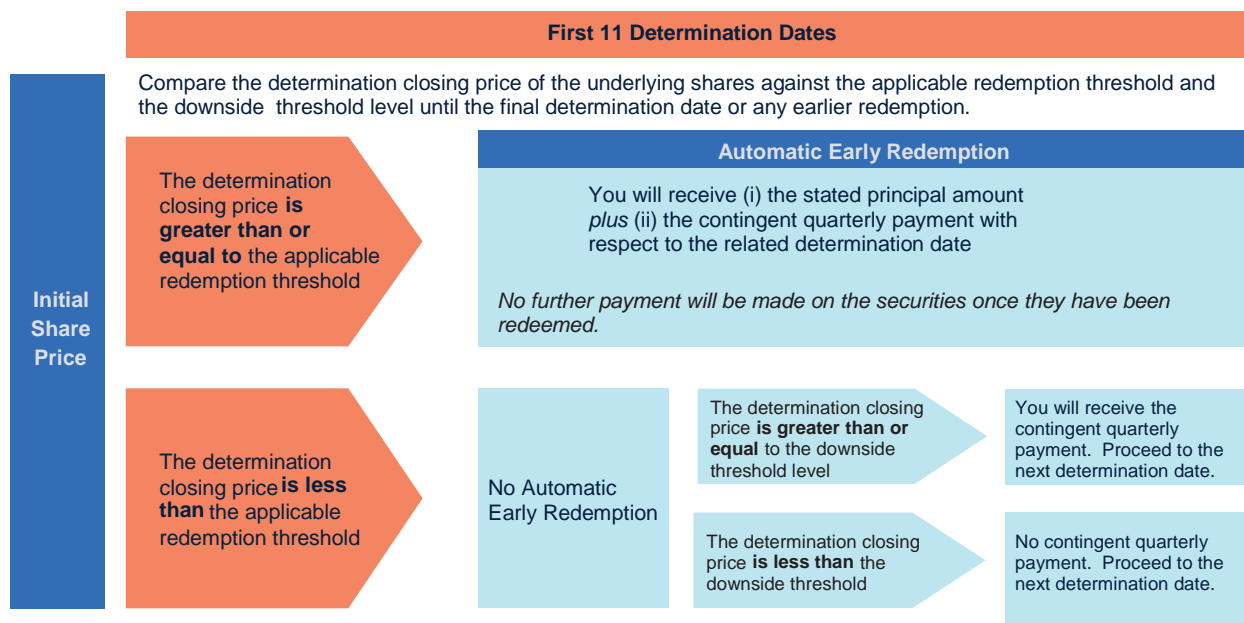 First 11 Determination Dates
Compare the determination closing price of the underlying shares against the applicable redemption threshold and
the downside threshold level until the final determination date or any earlier redemption.
Initial
Share
Price
The determination
closing price is
greater than or
equal to the applicable
redemption threshold
Automatic Early Redemption
You will receive (i) the stated principal amount
plus (ii) the contingent quarterly payment with
respect to the related determination date
No further payment will be made on the securities once they have been
redeemed.
The determination
closing price is less
than the applicable
redemption threshold
No Automatic
Early Redemption
The determination closing
price is greater than or
equal to the downside
threshold level
You will receive the
contingent quarterly
payment. Proceed to the
next determination date.
The determination closing
price is less than the
downside threshold
No contingent quarterly
payment. Proceed to the
next determination date.